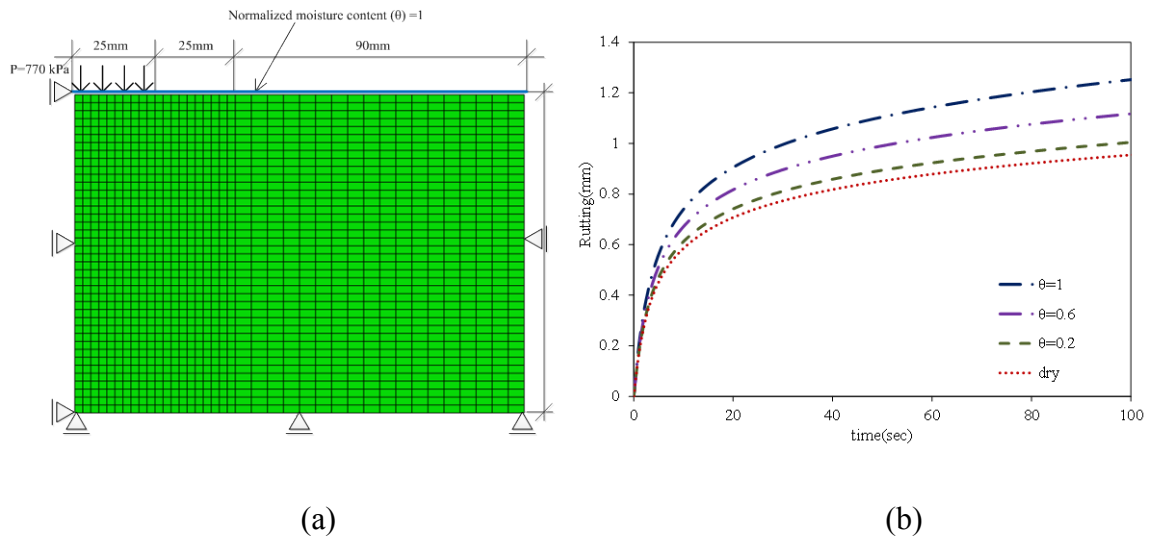 Normalized moisture content (θ) =1
25mm
25mm
90mm
P=770 kPa
(a)
1.4
1.2
1
0.8
0.6
0.4
0.2
0
Rutting(mm)
θ=1
θ=0.6
θ=0.2
dry
0
20
40
60
80
100
time(sec)
(b)